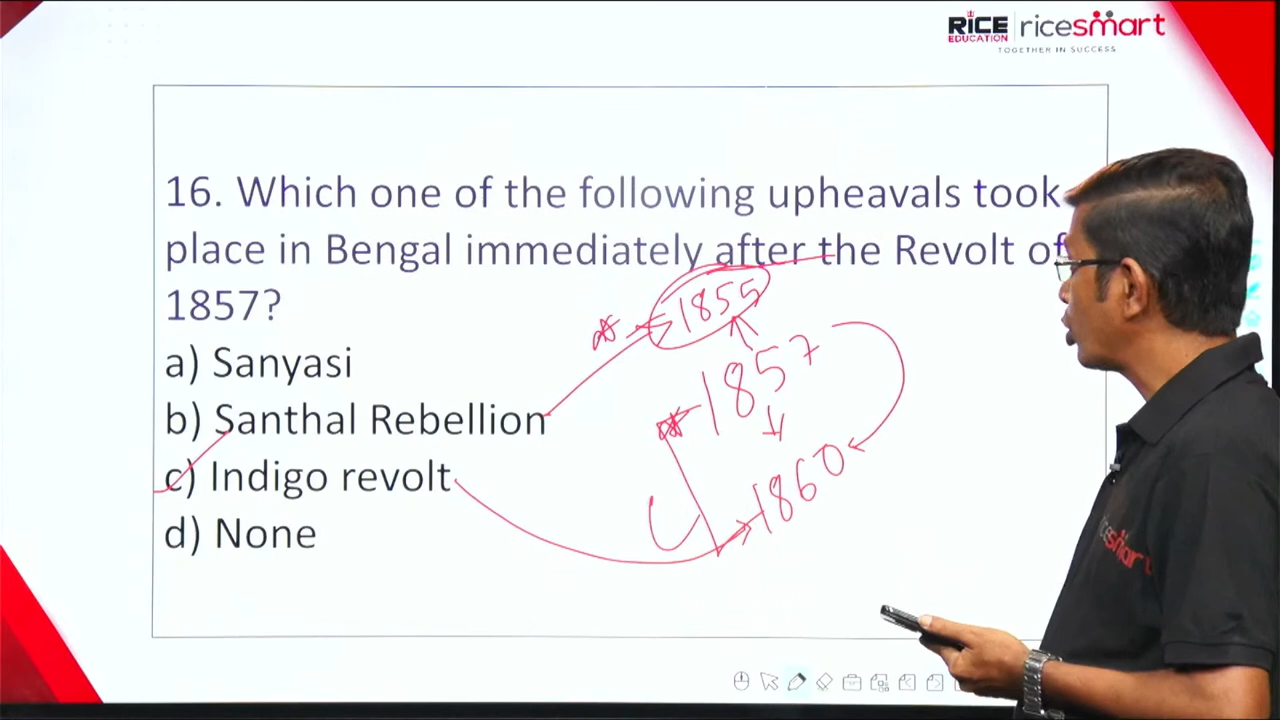 RICE EDUCATION ricesmart
TOGETHER IN SUCCESS
16. Which one of the following upheavals took
place in Bengal immediately after the Revolt of
1857?
1855
a) Sanyasi
1857
b) Santhal Rebellion
c) Indigo revolt
1860
d) None
ricesmart